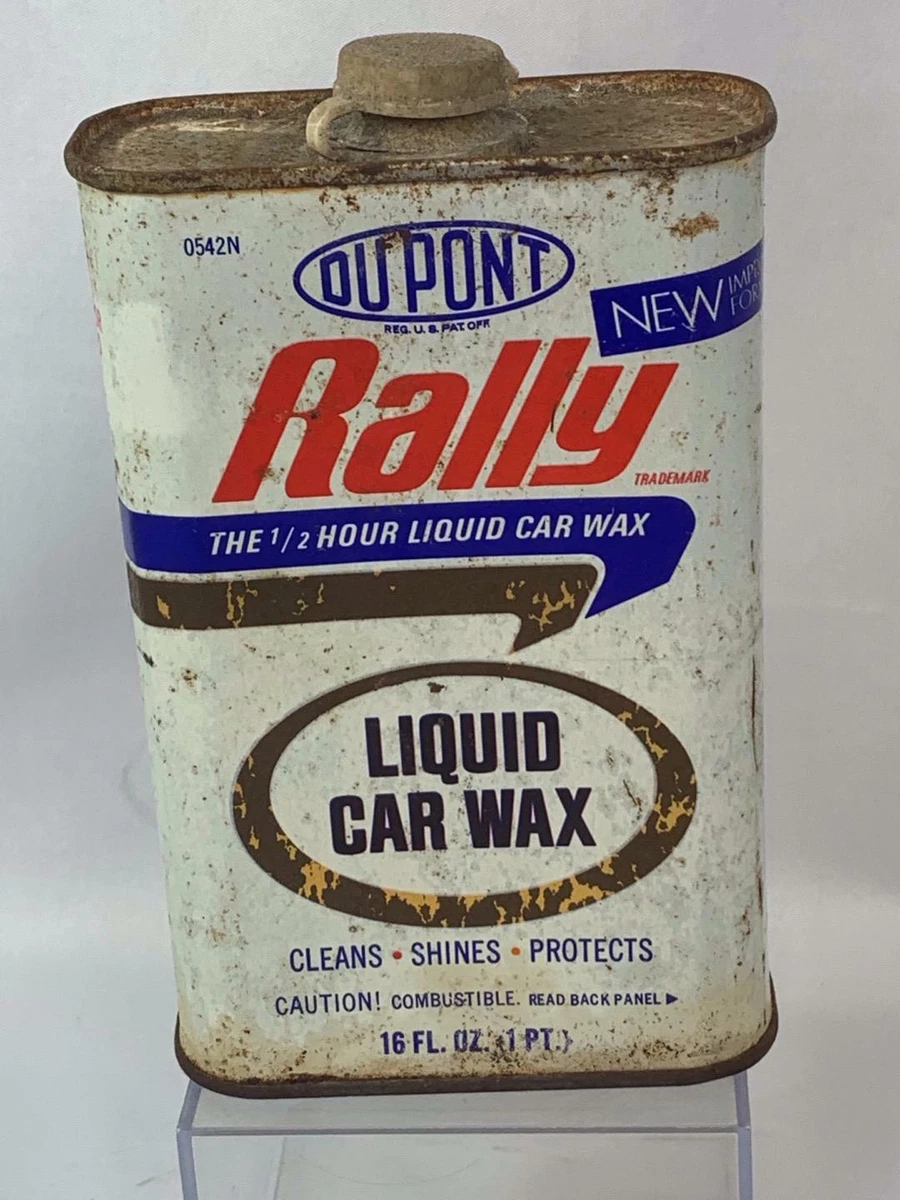 0542N
DU PONT
REG. U. S. PAT. OFF.
NEW
Rally
TRADEMARK
THE 1/2 HOUR LIQUID CAR WAX
LIQUID
CAR WAX
CLEANS • SHINES • PROTECTS
CAUTION! COMBUSTIBLE. READ BACK PANEL ▶
16 FL. OZ. (1 PT.)